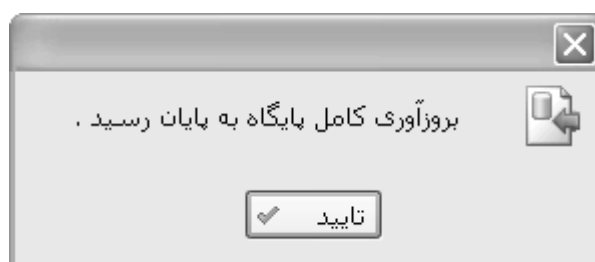 بروزآوری کامل پایگاه به پایان رسید .
تایید